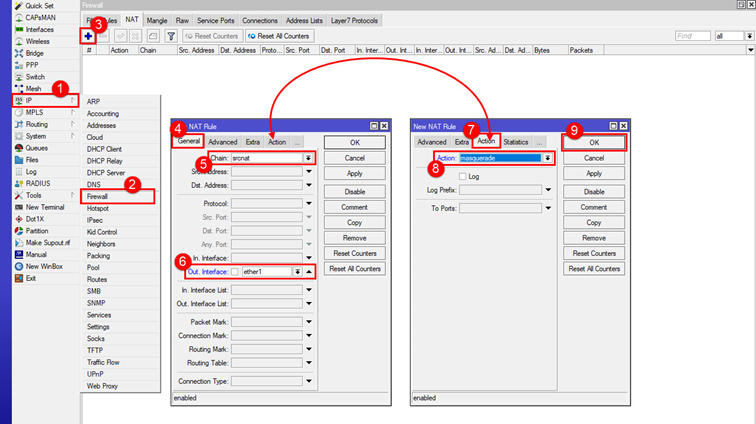 Quick Set
CAPsMAN
Interfaces
Wireless
Bridge
PPP
Switch
Mesh
1
IP
MPLS
Routing
System
Queues
Files
Log
RADIUS
Tools
New Terminal
Dot1X
Partition
Make Supout.rif
Manual
New WinBox
Exit
ARP
Accounting
Addresses
Cloud
DHCP Client
DHCP Relay
DHCP Server
DNS
2
Firewall
Hotspot
IPsec
Kid Control
Neighbors
Packing
Pool
Routes
SMB
SNMP
Services
Settings
Socks
TFTP
Traffic Flow
UPnP
Web Proxy
Firewall
3
Rules NAT Mangle Raw Service Ports Connections Address Lists Layer7 Protocols
Reset Counters Reset All Counters Find all
# Action Chain Src. Address Dst. Address Proto... Src. Port Dst. Port In. Inter... Out. Int... In. Inter... Out. Int... Src. Ad... Dst. Ad... Bytes Packets
4
NAT Rule
General Advanced Extra Action ...
5
Chain: srcnat
Src. Address:
Dst. Address:
Protocol:
Src. Port:
Dst. Port:
Any. Port:
In. Interface:
6
Out. Interface: ether1
In. Interface List:
Out. Interface List:
Packet Mark:
Connection Mark:
Routing Mark:
Routing Table:
Connection Type:
enabled
OK
Cancel
Apply
Disable
Comment
Copy
Remove
Reset Counters
Reset All Counters
New NAT Rule
7
Advanced Extra Action Statistics ...
8
Action: masquerade
Log
Log Prefix:
To Ports:
enabled
9
OK
Cancel
Apply
Disable
Comment
Copy
Remove
Reset Counters
Reset All Counters